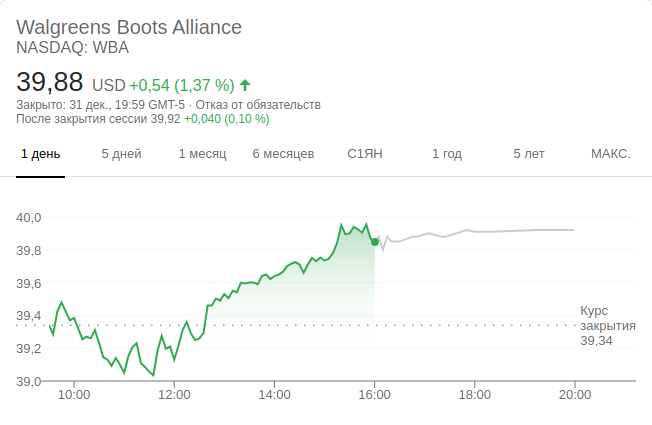 Walgreens Boots Alliance
NASDAQ: WBA
39,88 USD +0,54 (1,37 %)
Закрыто: 31 дек., 19:59 GMT-5 · Отказ от обязательств
После закрытия сессии 39,92 +0,040 (0,10 %)
1 день 5 дней 1 месяц 6 месяцев С1ЯН 1 год 5 лет МАКС.
40,0
39,8
39,6
39,4
39,2
39,0
Курс
закрытия
39,34
10:00 12:00 14:00 16:00 18:00 20:00